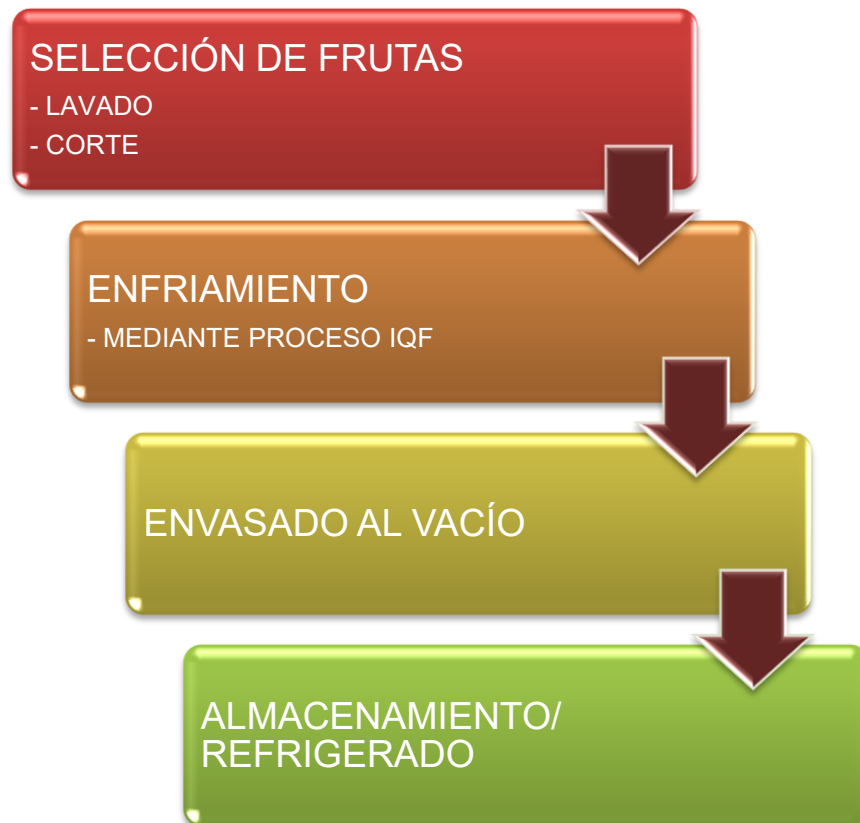 SELECCIÓN DE FRUTAS
- LAVADO
- CORTE
ENFRIAMIENTO
- MEDIANTE PROCESO IQF
ENVASADO AL VACÍO
ALMACENAMIENTO/
REFRIGERADO